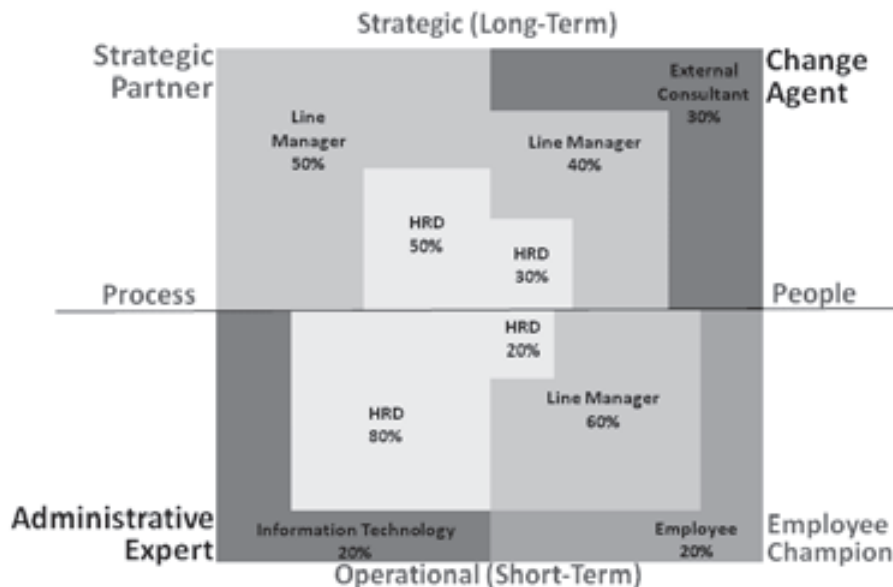 Strategic (Long-Term)
Strategic
Partner
Change
Agent
External
Consultant
30%
Line
Manager
50%
Line Manager
40%
HRD
50%
HRD
30%
Process
People
HRD
20%
HRD
80%
Line Manager
60%
Administrative
Expert
Information Technology
20%
Employee
20%
Employee
Champion
Operational (Short-Term)